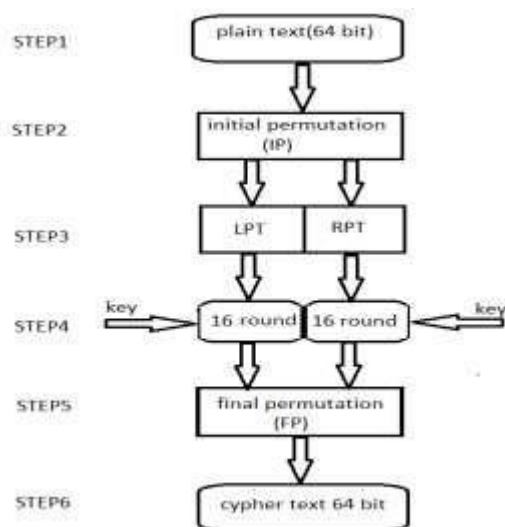 STEP1
plain text(64 bit)
STEP2
initial permutation
(IP)
STEP3
LPT
RPT
key
key
STEP4
16 round
16 round
STEP5
final permutation
(FP)
STEP6
cypher text 64 bit